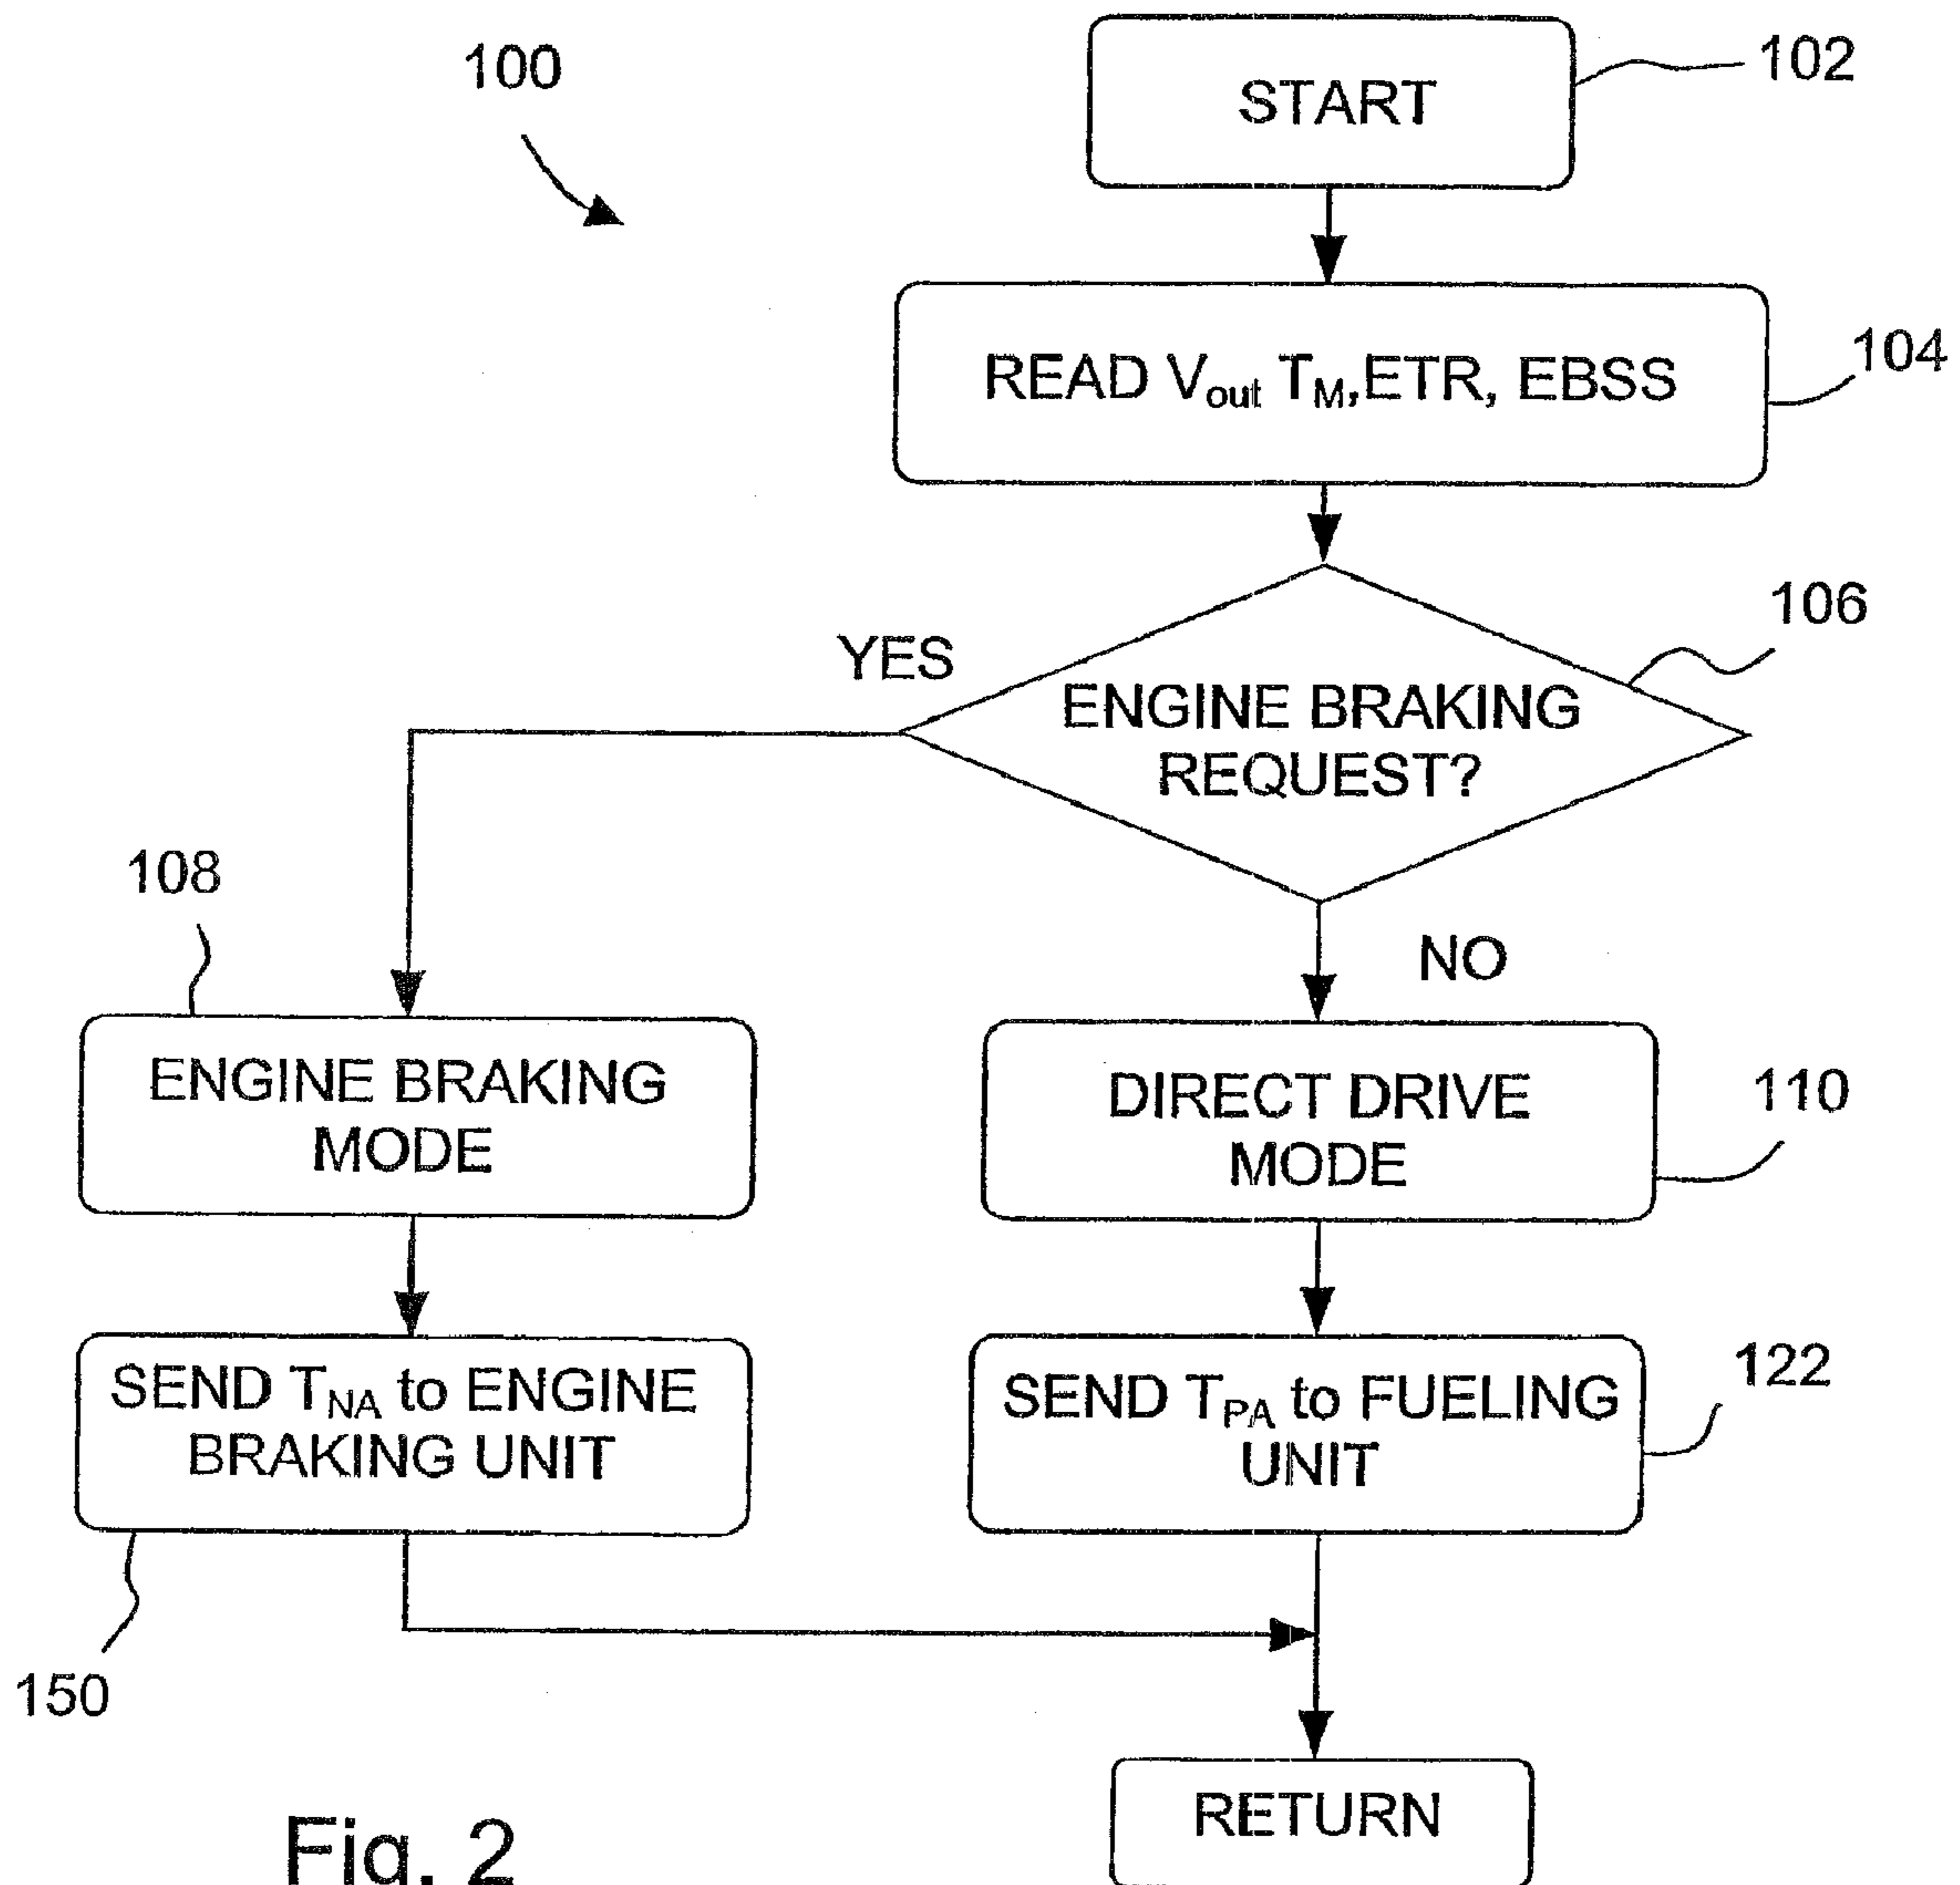 100
START
102
READ Vout TM,ETR, EBSS
104
YES
ENGINE BRAKING
REQUEST?
106
NO
108
ENGINE BRAKING
MODE
DIRECT DRIVE
MODE
110
SEND TNA to ENGINE
BRAKING UNIT
SEND TPA to FUELING
UNIT
122
150
RETURN
Fig. 2